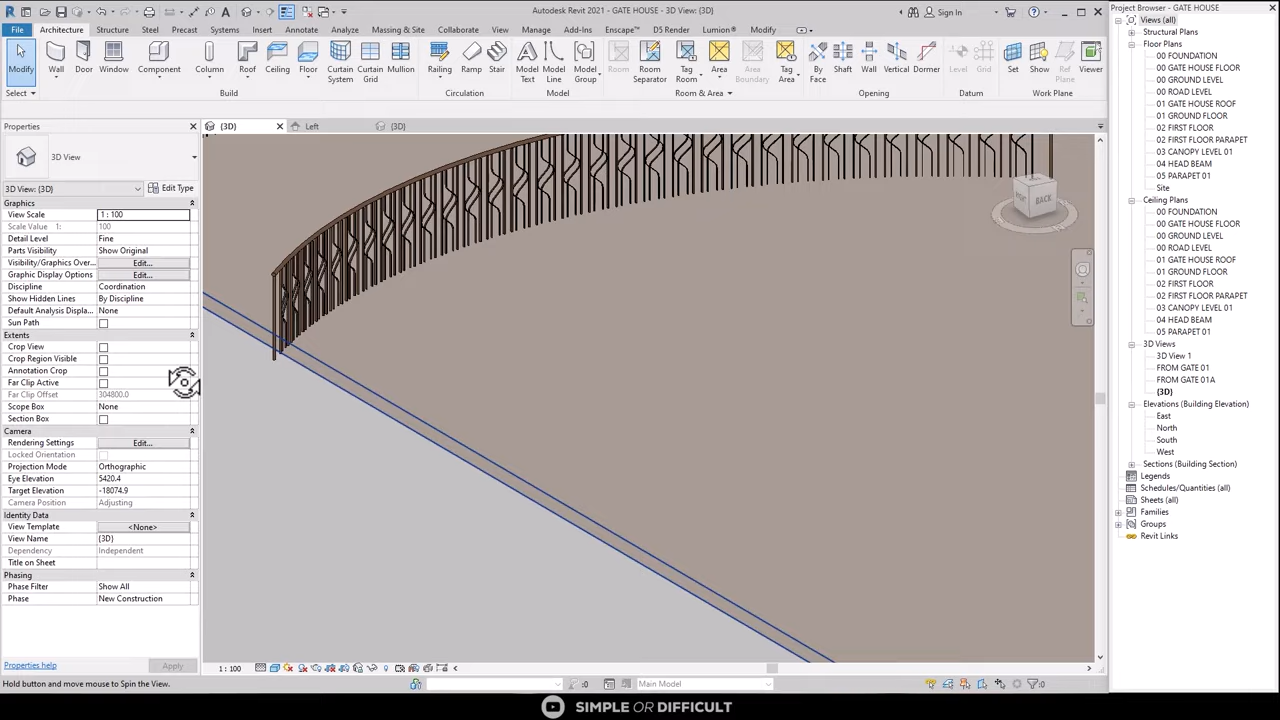 Autodesk Revit 2021 - GATE HOUSE - 3D View: {3D}
Sign In
File Architecture Structure Steel Precast Systems Insert Annotate Analyze Massing & Site Collaborate View Manage Add-Ins Enscape™ D5 Render Lumion® Modify
Modify Wall Door Window Component Column Roof Ceiling Floor Curtain System Curtain Grid Mullion Railing Ramp Stair Model Text Model Line Model Group Room Room Separator Tag Room Area Area Boundary Tag Area By Face Shaft Wall Vertical Dormer Level Grid Set Show Ref Plane Viewer
Select Build Circulation Model Room & Area Opening Datum Work Plane
Properties
{3D}
Left
{3D}
3D View
3D View: {3D}
Edit Type
Graphics
View Scale 1 : 100
Scale Value 1: 100
Detail Level Fine
Parts Visibility Show Original
Visibility/Graphics Over... Edit...
Graphic Display Options Edit...
Discipline Coordination
Show Hidden Lines By Discipline
Default Analysis Displa... None
Sun Path
Extents
Crop View
Crop Region Visible
Annotation Crop
Far Clip Active
Far Clip Offset 304800.0
Scope Box None
Section Box
Camera
Rendering Settings Edit...
Locked Orientation
Projection Mode Orthographic
Eye Elevation 5420.4
Target Elevation -18074.9
Camera Position Adjusting
Identity Data
View Template <None>
View Name {3D}
Dependency Independent
Title on Sheet
Phasing
Phase Filter Show All
Phase New Construction
Properties help
Apply
BACK
1 : 100
Hold button and move mouse to Spin the View.
:0
Main Model
:0
Project Browser - GATE HOUSE
Views (all)
Structural Plans
Floor Plans
00 FOUNDATION
00 GATE HOUSE FLOOR
00 GROUND LEVEL
00 ROAD LEVEL
01 GATE HOUSE ROOF
01 GROUND FLOOR
02 FIRST FLOOR
02 FIRST FLOOR PARAPET
03 CANOPY LEVEL 01
04 HEAD BEAM
05 PARAPET 01
Site
Ceiling Plans
00 FOUNDATION
00 GATE HOUSE FLOOR
00 GROUND LEVEL
00 ROAD LEVEL
01 GATE HOUSE ROOF
01 GROUND FLOOR
02 FIRST FLOOR
02 FIRST FLOOR PARAPET
03 CANOPY LEVEL 01
04 HEAD BEAM
05 PARAPET 01
3D Views
3D View 1
FROM GATE 01
FROM GATE 01A
{3D}
Elevations (Building Elevation)
East
North
South
West
Sections (Building Section)
Legends
Schedules/Quantities (all)
Sheets (all)
Families
Groups
Revit Links
SIMPLE OR DIFFICULT